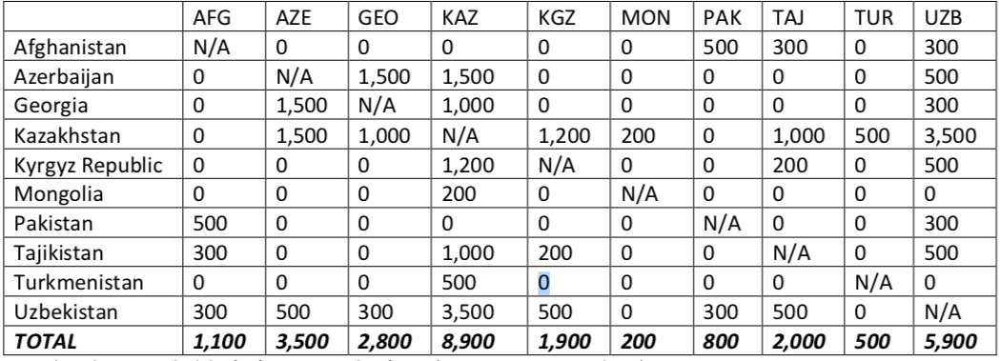 AFG AZE GEO KAZ KGZ MON PAK TAJ TUR UZB
Afghanistan N/A 0 0 0 0 0 500 300 0 300
Azerbaijan 0 N/A 1,500 1,500 0 0 0 0 0 500
Georgia 0 1,500 N/A 1,000 0 0 0 0 0 300
Kazakhstan 0 1,500 1,000 N/A 1,200 200 0 1,000 500 3,500
Kyrgyz Republic 0 0 0 1,200 N/A 0 0 200 0 500
Mongolia 0 0 0 200 0 N/A 0 0 0 0
Pakistan 500 0 0 0 0 0 N/A 0 0 300
Tajikistan 300 0 0 1,000 200 0 0 N/A 0 500
Turkmenistan 0 0 0 500 0 0 0 0 N/A 0
Uzbekistan 300 500 300 3,500 500 0 300 500 0 N/A
TOTAL 1,100 3,500 2,800 8,900 1,900 200 800 2,000 500 5,900